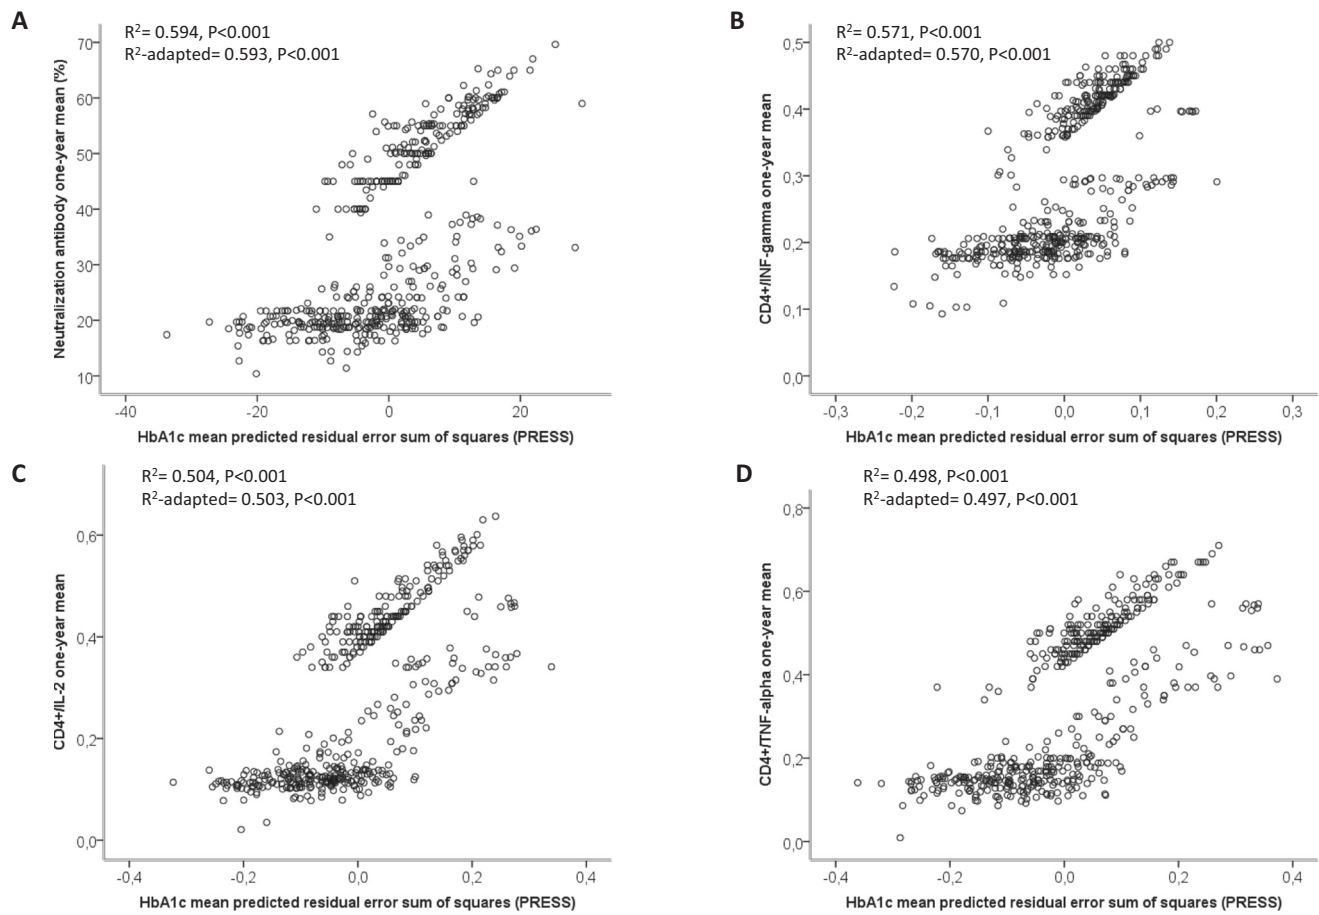 A
R²= 0.594, P<0.001
R²-adapted= 0.593, P<0.001
Neutralization antibody one-year mean (%)
70
60
50
40
30
20
10
-40 -20 0 20
HbA1c mean predicted residual error sum of squares (PRESS)
B
R²= 0.571, P<0.001
R²-adapted= 0.570, P<0.001
CD4+/INF-gamma one-year mean
0,5
0,4
0,3
0,2
0,1
0,0
-0,3 -0,2 -0,1 0,0 0,1 0,2 0,3
HbA1c mean predicted residual error sum of squares (PRESS)
C
R²= 0.504, P<0.001
R²-adapted= 0.503, P<0.001
CD4+/IL-2 one-year mean
0,6
0,4
0,2
0,0
-0,4 -0,2 0,0 0,2 0,4
HbA1c mean predicted residual error sum of squares (PRESS)
D
R²= 0.498, P<0.001
R²-adapted= 0.497, P<0.001
CD4+/TNF-alpha one-year mean
0,8
0,6
0,4
0,2
0,0
-0,4 -0,2 0,0 0,2 0,4
HbA1c mean predicted residual error sum of squares (PRESS)